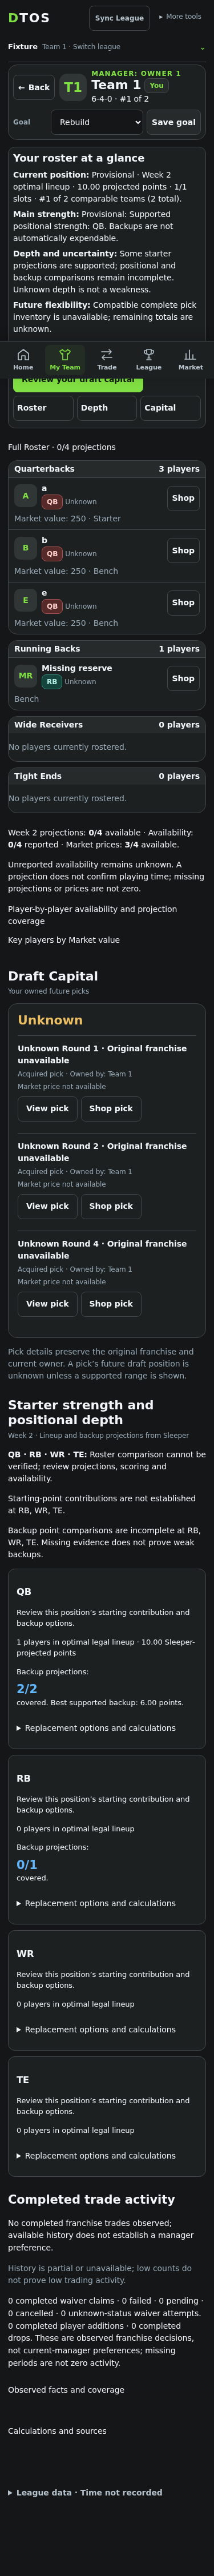 DTOS
Sync League
▸ More tools
Fixture Team 1 · Switch league
← Back
T1
MANAGER: OWNER 1
Team 1 You
6-4-0 · #1 of 2
Goal
Rebuild
Save goal
Your roster at a glance
Current position: Provisional · Week 2
optimal lineup · 10.00 projected points · 1/1
slots · #1 of 2 comparable teams (2 total).
Main strength: Provisional: Supported
positional strength: QB. Backups are not
automatically expendable.
Depth and uncertainty: Some starter
projections are supported; positional and
backup comparisons remain incomplete.
Unknown depth is not a weakness.
Future flexibility: Compatible complete pick
inventory is unavailable; remaining totals are
unknown.
Home
My Team
Trade
League
Market
Review your draft capital
Roster
Depth
Capital
Full Roster · 0/4 projections
Quarterbacks 3 players
A
a
QB Unknown
Shop
Market value: 250 · Starter
B
b
QB Unknown
Shop
Market value: 250 · Bench
E
e
QB Unknown
Shop
Market value: 250 · Bench
Running Backs 1 players
MR
Missing reserve
RB Unknown
Shop
Bench
Wide Receivers 0 players
No players currently rostered.
Tight Ends 0 players
No players currently rostered.
Week 2 projections: 0/4 available · Availability:
0/4 reported · Market prices: 3/4 available.
Unreported availability remains unknown. A
projection does not confirm playing time; missing
projections or prices are not zero.
Player-by-player availability and projection
coverage
Key players by Market value
Draft Capital
Your owned future picks
Unknown
Unknown Round 1 · Original franchise
unavailable
Acquired pick · Owned by: Team 1
Market price not available
View pick
Shop pick
Unknown Round 2 · Original franchise
unavailable
Acquired pick · Owned by: Team 1
Market price not available
View pick
Shop pick
Unknown Round 4 · Original franchise
unavailable
Acquired pick · Owned by: Team 1
Market price not available
View pick
Shop pick
Pick details preserve the original franchise and
current owner. A pick's future draft position is
unknown unless a supported range is shown.
Starter strength and
positional depth
Week 2 · Lineup and backup projections from Sleeper
QB · RB · WR · TE: Roster comparison cannot be
verified; review projections, scoring and
availability.
Starting-point contributions are not established
at RB, WR, TE.
Backup point comparisons are incomplete at RB,
WR, TE. Missing evidence does not prove weak
backups.
QB
Review this position's starting contribution and
backup options.
1 players in optimal legal lineup · 10.00 Sleeper-
projected points
Backup projections:
2/2
covered. Best supported backup: 6.00 points.
▸ Replacement options and calculations
RB
Review this position's starting contribution and
backup options.
0 players in optimal legal lineup
Backup projections:
0/1
covered.
▸ Replacement options and calculations
WR
Review this position's starting contribution and
backup options.
0 players in optimal legal lineup
▸ Replacement options and calculations
TE
Review this position's starting contribution and
backup options.
0 players in optimal legal lineup
▸ Replacement options and calculations
Completed trade activity
No completed franchise trades observed;
available history does not establish a manager
preference.
History is partial or unavailable; low counts do
not prove low trading activity.
0 completed waiver claims · 0 failed · 0 pending ·
0 cancelled · 0 unknown-status waiver attempts.
0 completed player additions · 0 completed
drops. These are observed franchise decisions,
not current-manager preferences; missing
periods are not zero activity.
Observed facts and coverage
Calculations and sources
▸ League data · Time not recorded